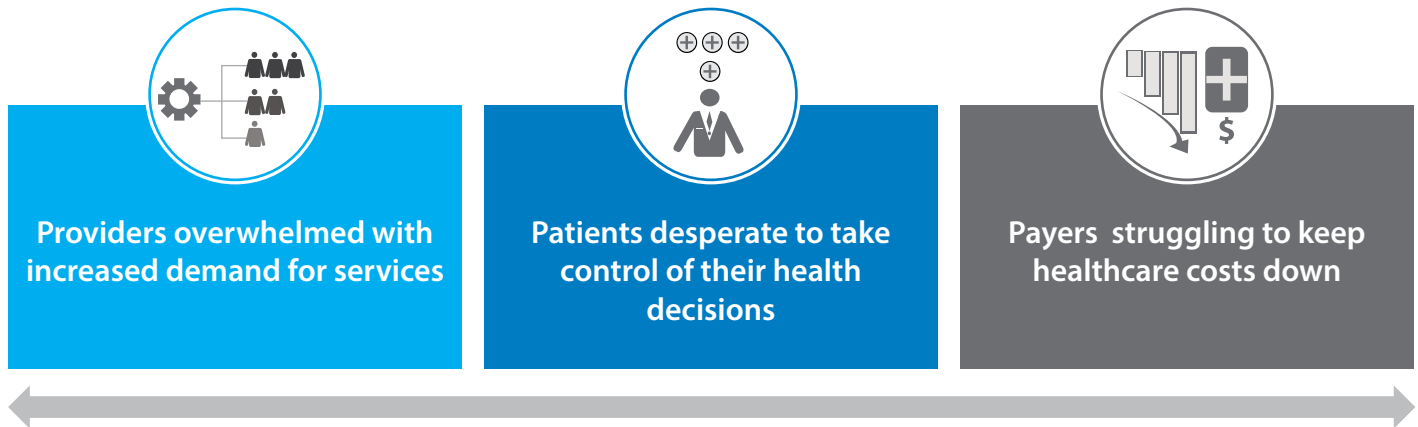 $
Providers overwhelmed with
increased demand for services
Patients desperate to take
control of their health
decisions
Payers  struggling to keep
healthcare costs down